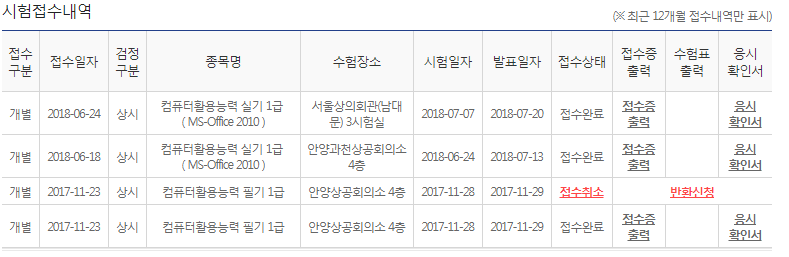 시험접수내역
(※ 최근 12개월 접수내역만 표시)
접수 구분 접수일자 검정 구분 종목명 수험장소 시험일자 발표일자 접수상태 접수증 출력 수험표 출력 응시 확인서
개별 2018-06-24 상시 컴퓨터활용능력 실기 1급 ( MS-Office 2010 ) 서울상의회관(남대문) 3시험실 2018-07-07 2018-07-20 접수완료 접수증 출력 응시 확인서
개별 2018-06-18 상시 컴퓨터활용능력 실기 1급 ( MS-Office 2010 ) 안양과천상공회의소 4층 2018-06-24 2018-07-13 접수완료 접수증 출력 응시 확인서
개별 2017-11-23 상시 컴퓨터활용능력 필기 1급 안양상공회의소 4층 2017-11-28 2017-11-29 접수취소 반환신청
개별 2017-11-23 상시 컴퓨터활용능력 필기 1급 안양상공회의소 4층 2017-11-28 2017-11-29 접수완료 접수증 출력 응시 확인서